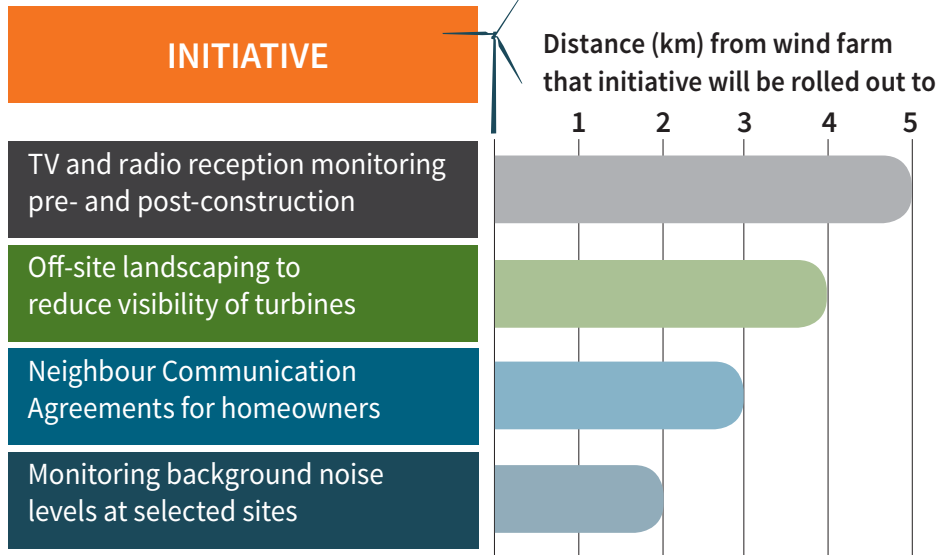 INITIATIVE
Distance (km) from wind farm
that initiative will be rolled out to
1 2 3 4 5
TV and radio reception monitoring
pre- and post-construction
Off-site landscaping to
reduce visibility of turbines
Neighbour Communication
Agreements for homeowners
Monitoring background noise
levels at selected sites